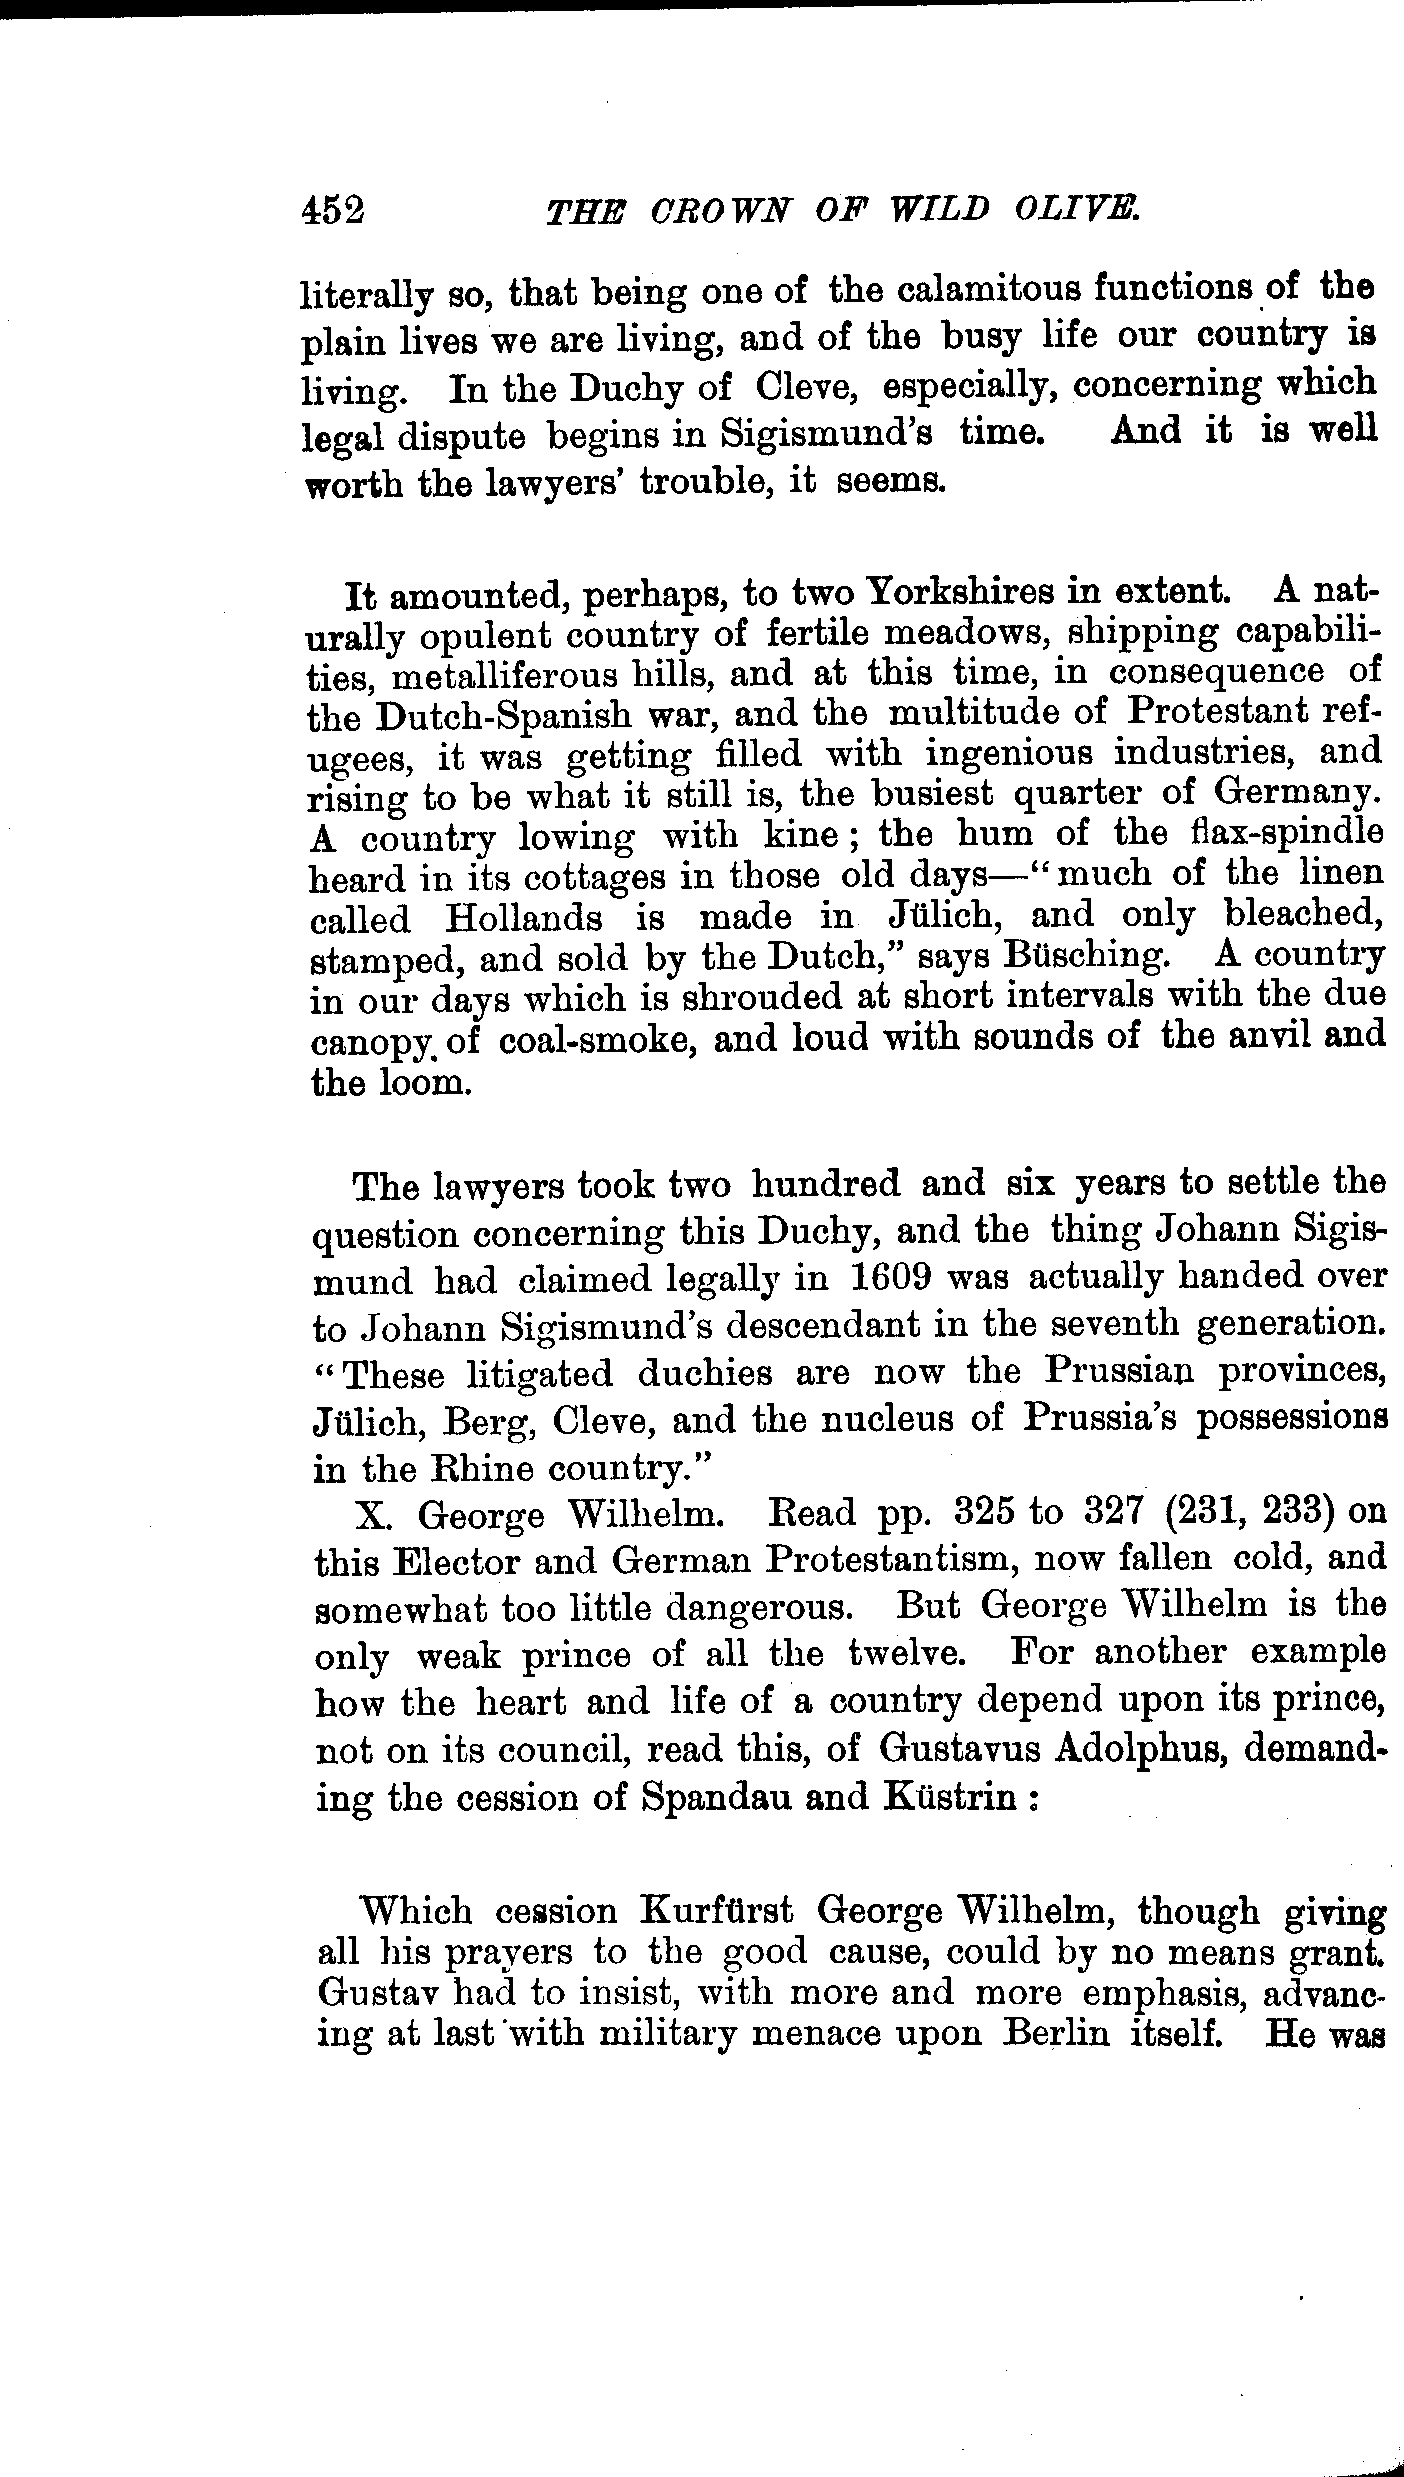 452 THE CROWN OF WILD OLIVE.
literally so, that being one of the calamitous functions of the
plain lives we are living, and of the busy life our country is
living. In the Duchy of Cleve, especially, concerning which
legal dispute begins in Sigismund's time. And it is well
worth the lawyers' trouble, it seems.
It amounted, perhaps, to two Yorkshires in extent. A nat-
urally opulent country of fertile meadows, shipping capabili-
ties, metalliferous hills, and at this time, in consequence of
the Dutch-Spanish war, and the multitude of Protestant ref-
ugees, it was getting filled with ingenious industries, and
rising to be what it still is, the busiest quarter of Germany.
A country lowing with kine; the hum of the flax-spindle
heard in its cottages in those old days—"much of the linen
called Hollands is made in Jülich, and only bleached,
stamped, and sold by the Dutch," says Büsching. A country
in our days which is shrouded at short intervals with the due
canopy of coal-smoke, and loud with sounds of the anvil and
the loom.
The lawyers took two hundred and six years to settle the
question concerning this Duchy, and the thing Johann Sigis-
mund had claimed legally in 1609 was actually handed over
to Johann Sigismund's descendant in the seventh generation.
"These litigated duchies are now the Prussian provinces,
Jülich, Berg, Cleve, and the nucleus of Prussia's possessions
in the Rhine country."
X. George Wilhelm. Read pp. 325 to 327 (231, 233) on
this Elector and German Protestantism, now fallen cold, and
somewhat too little dangerous. But George Wilhelm is the
only weak prince of all the twelve. For another example
how the heart and life of a country depend upon its prince,
not on its council, read this, of Gustavus Adolphus, demand-
ing the cession of Spandau and Küstrin:
Which cession Kurfürst George Wilhelm, though giving
all his prayers to the good cause, could by no means grant.
Gustav had to insist, with more and more emphasis, advanc-
ing at last with military menace upon Berlin itself. He was